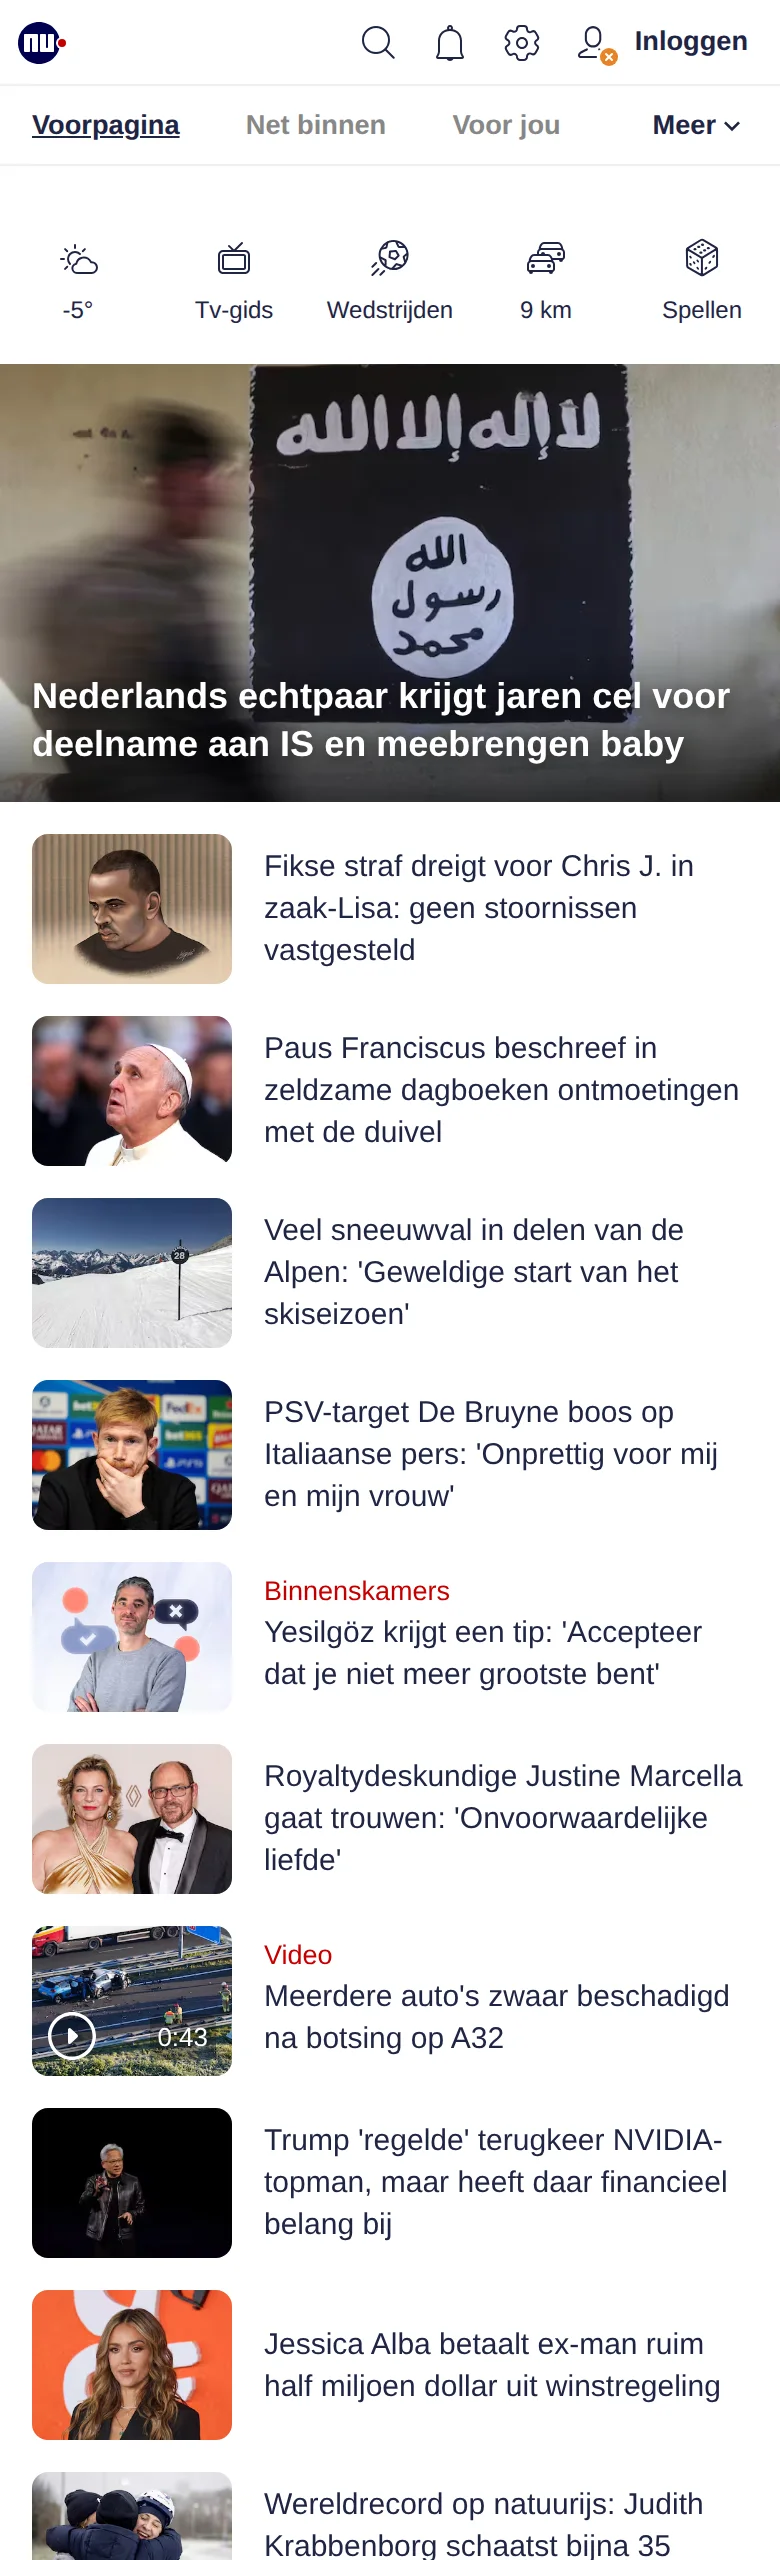 nu
Inloggen
Voorpagina
Net binnen
Voor jou
Meer
-5°
Tv-gids
Wedstrijden
9 km
Spellen
لا إله إلا الله
الله
رسول
محمد
Nederlands echtpaar krijgt jaren cel voor
deelname aan IS en meebrengen baby
Fikse straf dreigt voor Chris J. in
zaak-Lisa: geen stoornissen
vastgesteld
Paus Franciscus beschreef in
zeldzame dagboeken ontmoetingen
met de duivel
28
Veel sneeuwval in delen van de
Alpen: 'Geweldige start van het
skiseizoen'
FedEx
bet365
PSV-target De Bruyne boos op
Italiaanse pers: 'Onprettig voor mij
en mijn vrouw'
Binnenskamers
Yesilgöz krijgt een tip: 'Accepteer
dat je niet meer grootste bent'
Royaltydeskundige Justine Marcella
gaat trouwen: 'Onvoorwaardelijke
liefde'
0:43
Video
Meerdere auto's zwaar beschadigd
na botsing op A32
Trump 'regelde' terugkeer NVIDIA-
topman, maar heeft daar financieel
belang bij
Jessica Alba betaalt ex-man ruim
half miljoen dollar uit winstregeling
Wereldrecord op natuurijs: Judith
Krabbenborg schaatst bijna 35